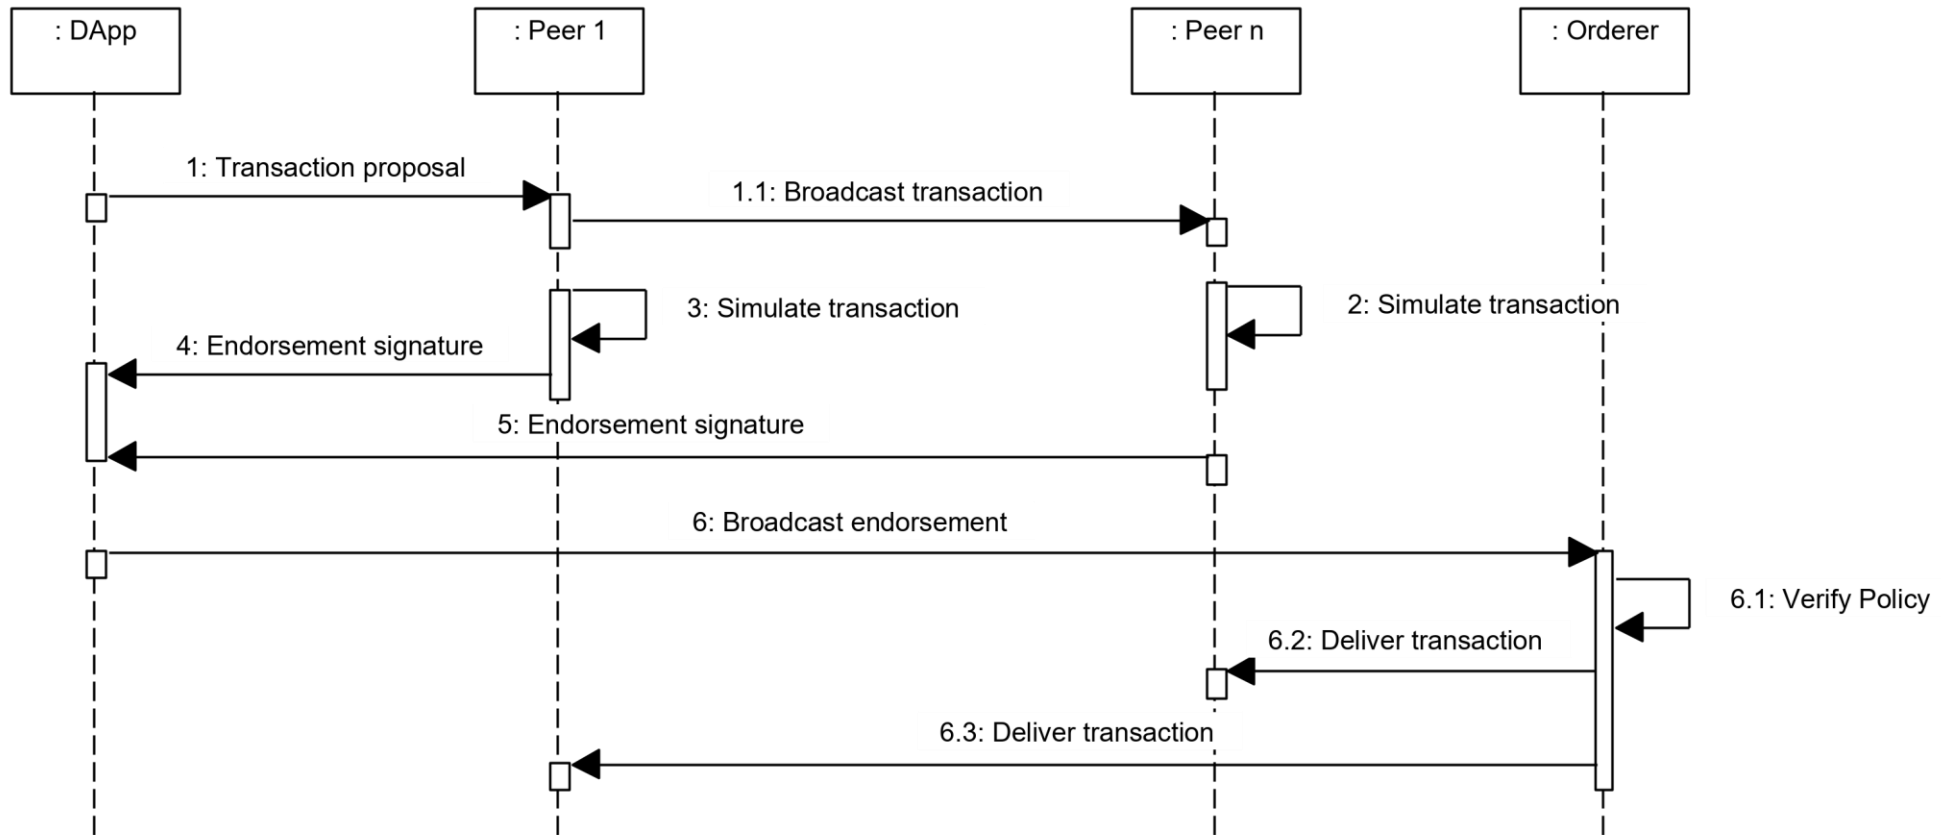 : DApp
: Peer 1
: Peer n
: Orderer
1: Transaction proposal
1.1: Broadcast transaction
3: Simulate transaction
2: Simulate transaction
4: Endorsement signature
5: Endorsement signature
6: Broadcast endorsement
6.1: Verify Policy
6.2: Deliver transaction
6.3: Deliver transaction